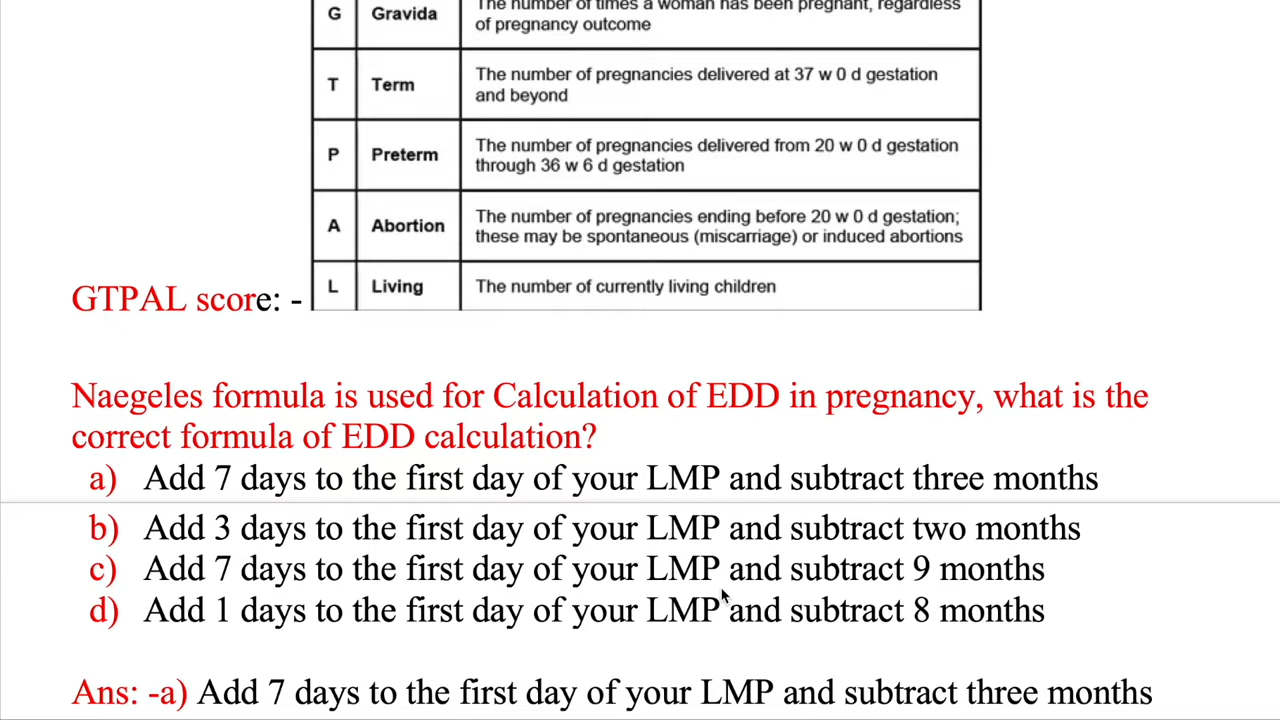 G Gravida The number of times a woman has been pregnant, regardless
of pregnancy outcome
T Term The number of pregnancies delivered at 37 w 0 d gestation
and beyond
P Preterm The number of pregnancies delivered from 20 w 0 d gestation
through 36 w 6 d gestation
A Abortion The number of pregnancies ending before 20 w 0 d gestation;
these may be spontaneous (miscarriage) or induced abortions
GTPAL score: - L Living The number of currently living children
Naegeles formula is used for Calculation of EDD in pregnancy, what is the
correct formula of EDD calculation?
a) Add 7 days to the first day of your LMP and subtract three months
b) Add 3 days to the first day of your LMP and subtract two months
c) Add 7 days to the first day of your LMP and subtract 9 months
d) Add 1 days to the first day of your LMP and subtract 8 months
Ans: -a) Add 7 days to the first day of your LMP and subtract three months